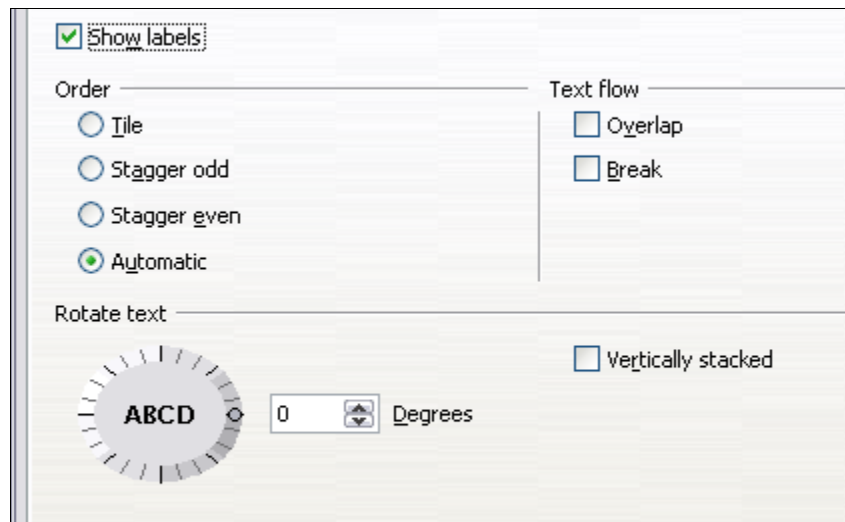 Show labels
Order
Text flow
Tile
Overlap
Stagger odd
Break
Stagger even
Automatic
Rotate text
Vertically stacked
ABCD
0
Degrees